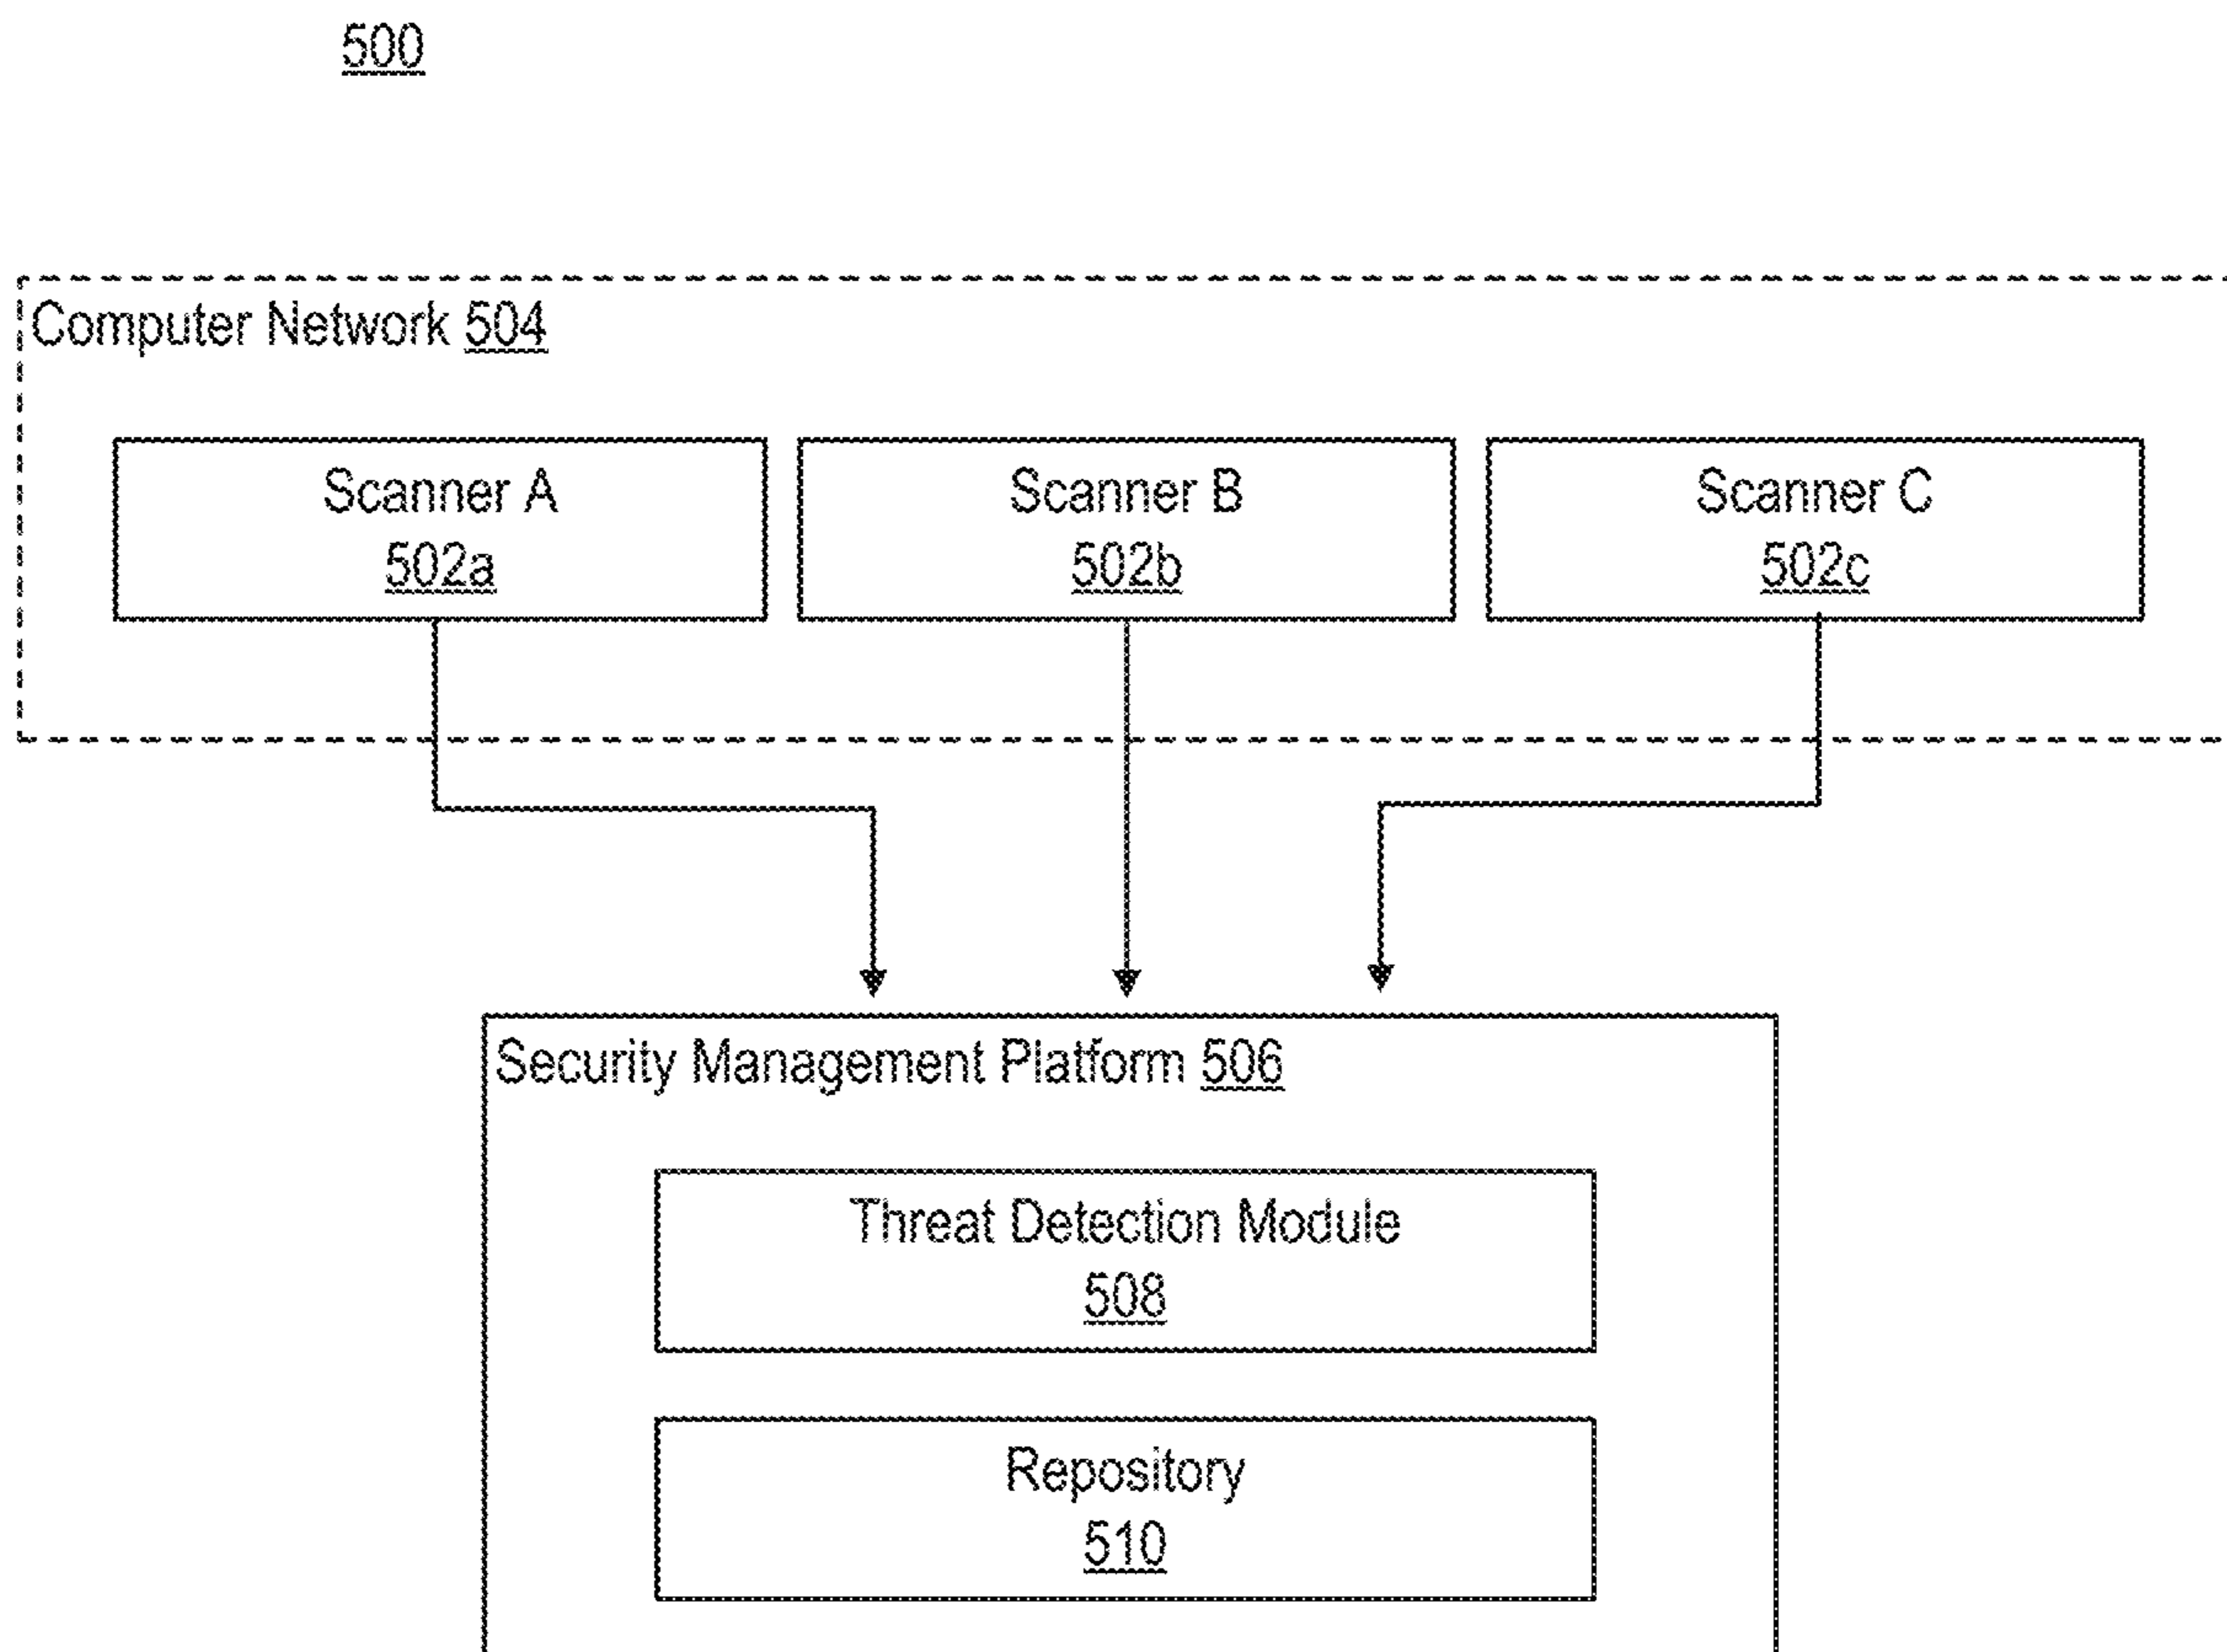 500
Computer Network 504
Scanner A
502a
Scanner B
502b
Scanner C
502c
Security Management Platform 506
Threat Detection Module
508
Repository
510